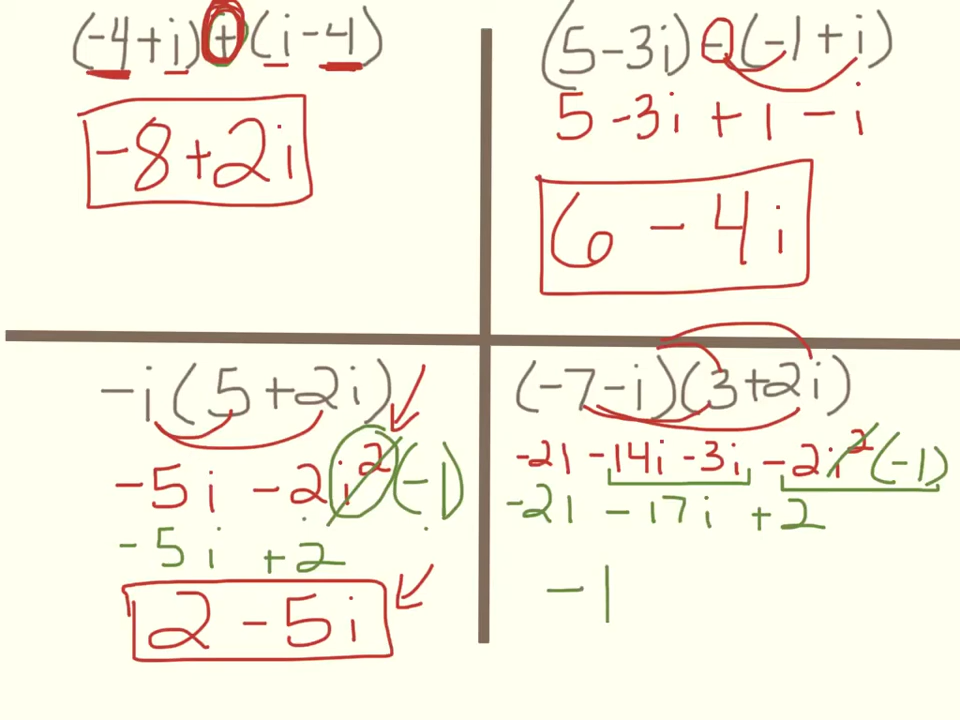 (-4+i)+(i-4)
-8+2i
(5-3i)-(-1+i)
5-3i+1-i
6-4i
-i(5+2i)
-5i-2i²(-1)
-5i+2
2-5i
(-7-i)(3+2i)
-21-14i-3i-2i²(-1)
-21-17i+2
-1